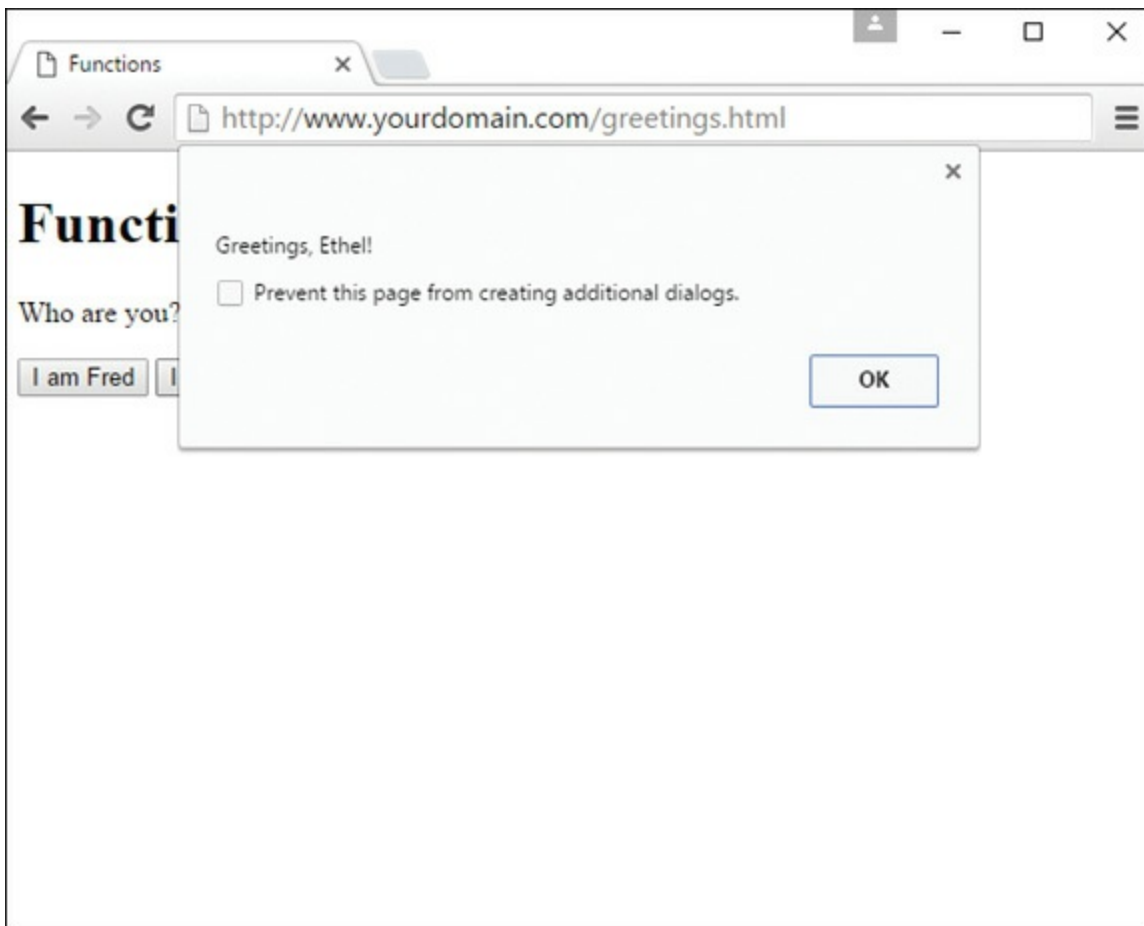 Functions
http://www.yourdomain.com/greetings.html
Functi
Greetings, Ethel!
Prevent this page from creating additional dialogs.
Who are you?
I am Fred I
OK